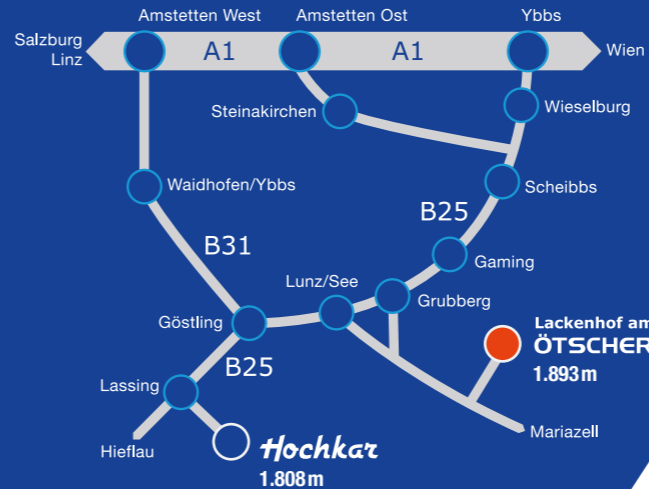 Amstetten West
Amstetten Ost
Ybbs
Salzburg
Linz
A1
A1
Wien
Steinakirchen
Wieselburg
Waidhofen/Ybbs
Scheibbs
B25
B31
Gaming
Lunz/See
Grubberg
Göstling
Lackenhof am
ÖTSCHER
1.893 m
B25
Lassing
Mariazell
Hieflau
Hochkar
1.808 m